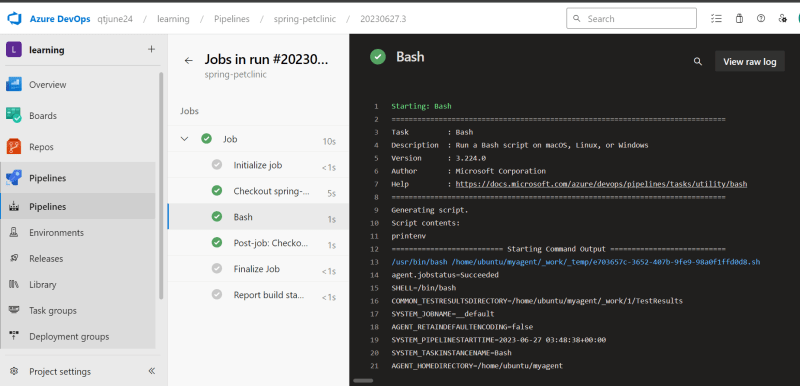 Azure DevOps qtjune24 / learning / Pipelines / spring-petclinic / 20230627.3
Search
L learning +
Overview
Boards
Repos
Pipelines
Pipelines
Environments
Releases
Library
Task groups
Deployment groups
Project settings
Jobs in run #20230...
spring-petclinic
Jobs
Job 10s
Initialize job <1s
Checkout spring-... 5s
Bash 1s
Post-job: Checko... 1s
Finalize Job <1s
Report build sta... <1s
Bash
View raw log
1 Starting: Bash
2 ==============================================================================
3 Task : Bash
4 Description : Run a Bash script on macOS, Linux, or Windows
5 Version : 3.224.0
6 Author : Microsoft Corporation
7 Help : https://docs.microsoft.com/azure/devops/pipelines/tasks/utility/bash
8 ==============================================================================
9 Generating script.
10 Script contents:
11 printenv
12 ========================== Starting Command Output ===========================
13 /usr/bin/bash /home/ubuntu/myagent/_work/_temp/e703657c-3652-407b-9fe9-98a0f1ffd0d8.sh
14 agent.jobstatus=Succeeded
15 SHELL=/bin/bash
16 COMMON_TESTRESULTSDIRECTORY=/home/ubuntu/myagent/_work/1/TestResults
17 SYSTEM_JOBNAME=__default
18 AGENT_RETAINDEFAULTENCODING=false
19 SYSTEM_PIPELINESTARTTIME=2023-06-27 03:48:38+00:00
20 SYSTEM_TASKINSTANCENAME=Bash
21 AGENT_HOMEDIRECTORY=/home/ubuntu/myagent